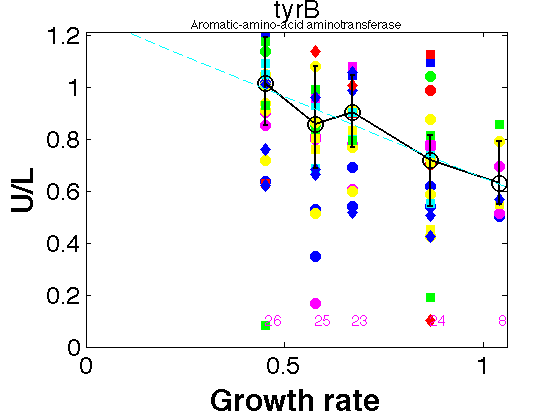 tyrB
Aromatic-amino-acid aminotransferase
1.2
1
0.8
0.6
0.4
0.2
0
U/L
26 25 23 24 8
0 0.5 1
Growth rate